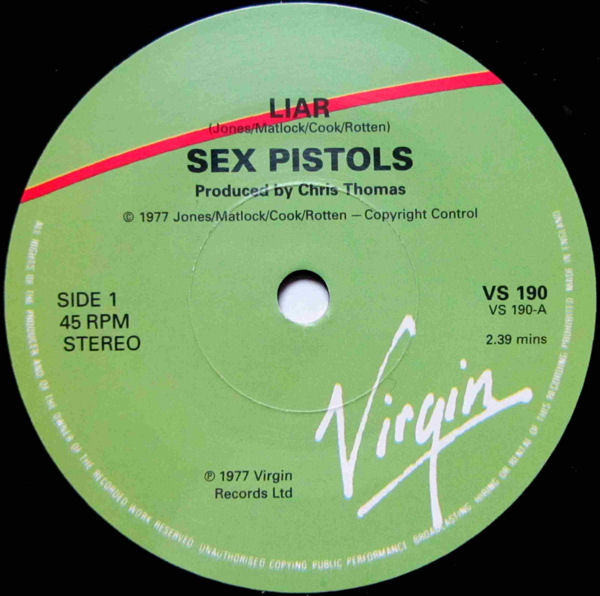 LIAR
(Jones/Matlock/Cook/Rotten)
SEX PISTOLS
Produced by Chris Thomas
© 1977 Jones/Matlock/Cook/Rotten — Copyright Control
SIDE 1
45 RPM
STEREO
VS 190
VS 190-A
2.39 mins
Virgin
℗ 1977 Virgin
Records Ltd
ALL RIGHTS OF THE PRODUCER AND OF THE OWNER OF THE RECORDED WORK RESERVED. UNAUTHORISED COPYING PUBLIC PERFORMANCE BROADCASTING HIRING OR RENTAL OF THIS RECORDING PROHIBITED. MADE IN ENGLAND